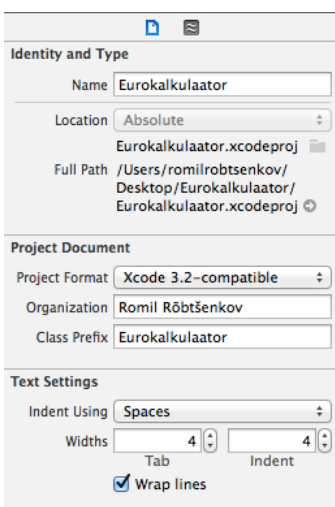 Identity and Type
Name Eurokalkulaator
Location Absolute
Eurokalkulaator.xcodeproj
Full Path /Users/romilrobtsenkov/
Desktop/Eurokalkulaator/
Eurokalkulaator.xcodeproj
Project Document
Project Format Xcode 3.2-compatible
Organization Romil Rõbtšenkov
Class Prefix Eurokalkulaator
Text Settings
Indent Using Spaces
Widths 4 4
Tab Indent
Wrap lines